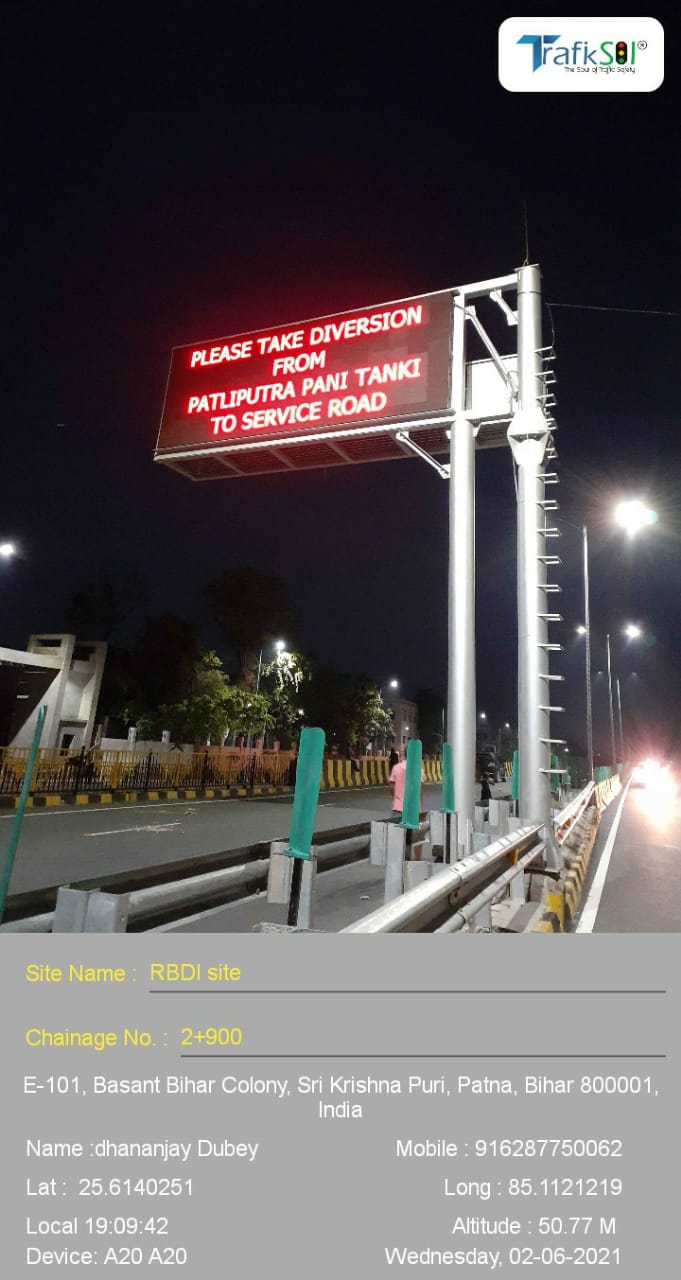 TrafikSol®
The Soul of Traffic Safety
PLEASE TAKE DIVERSION
FROM
PATLIPUTRA PANI TANKI
TO SERVICE ROAD
Site Name : RBDI site
Chainage No. : 2+900
E-101, Basant Bihar Colony, Sri Krishna Puri, Patna, Bihar 800001,
India
Name :dhananjay Dubey Mobile : 916287750062
Lat : 25.6140251 Long : 85.1121219
Local 19:09:42 Altitude : 50.77 M
Device: A20 A20 Wednesday, 02-06-2021